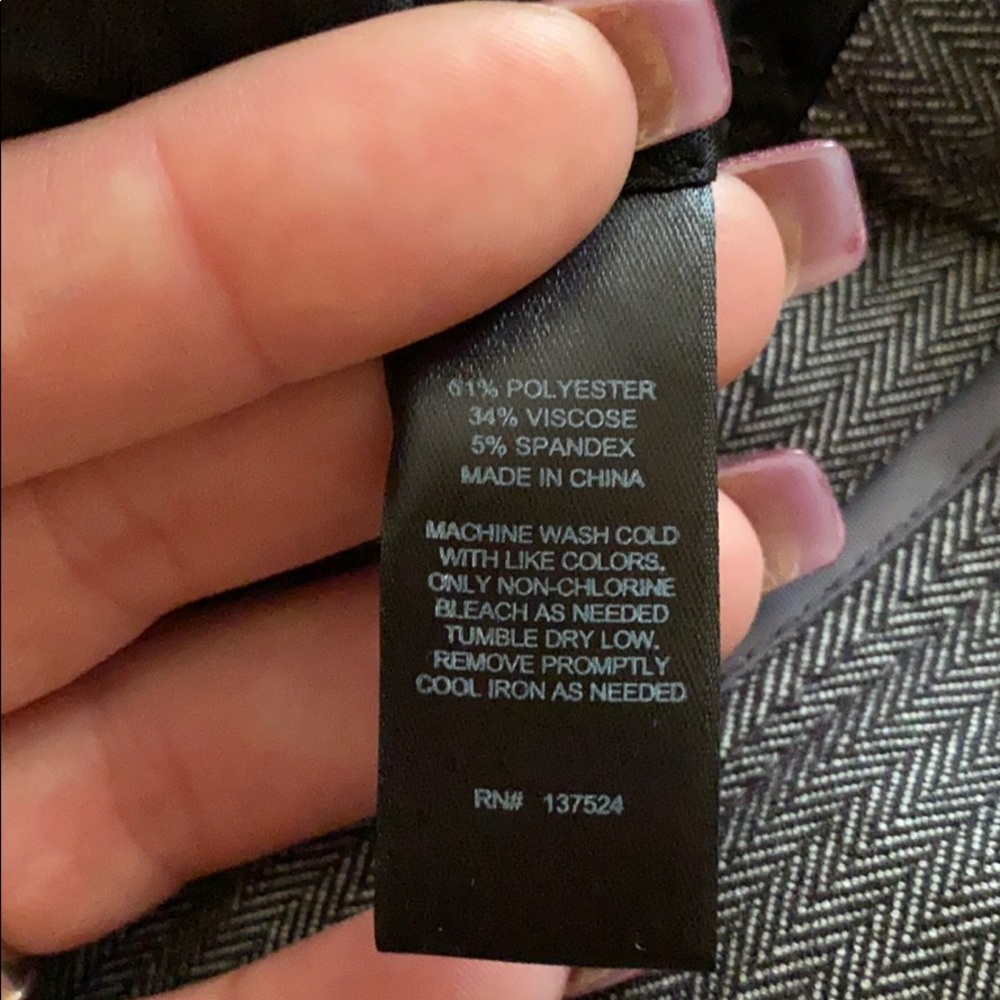 61% POLYESTER
34% VISCOSE
5% SPANDEX
MADE IN CHINA
MACHINE WASH COLD
WITH LIKE COLORS.
ONLY NON-CHLORINE
BLEACH AS NEEDED
TUMBLE DRY LOW.
REMOVE PROMPTLY
COOL IRON AS NEEDED
RN# 137524